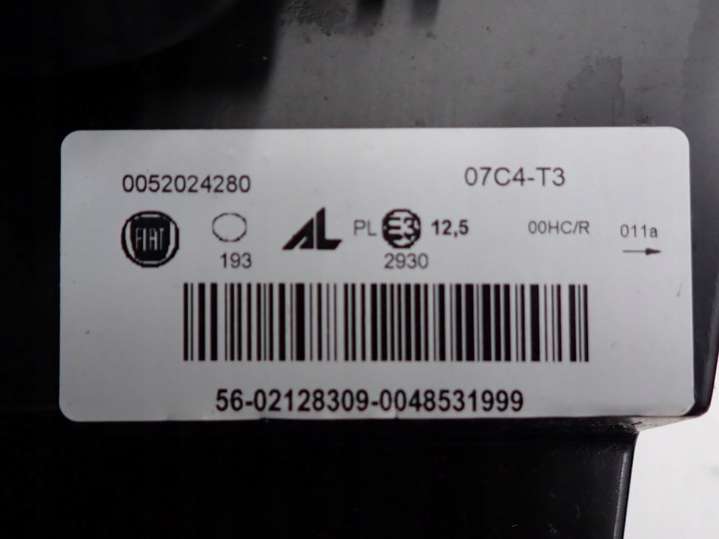 0052024280 07C4-T3
FIAT AL PL E3 12,5 00HC/R 011a
193 2930
56-02128309-0048531999